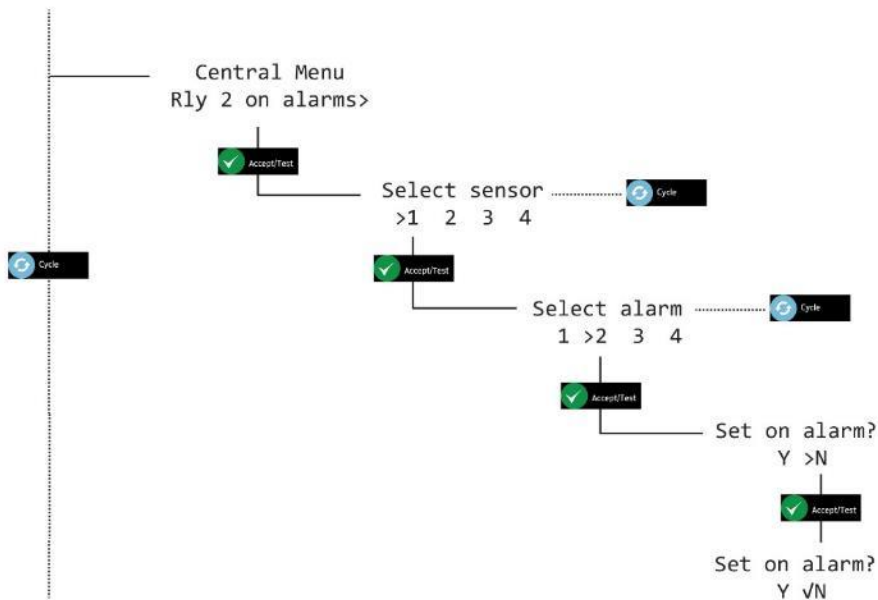 Central Menu
Rly 2 on alarms>
Accept/Test
Select sensor
Cycle
>1 2 3 4
Cycle
Accept/Test
Select alarm
Cycle
1 >2 3 4
Accept/Test
Set on alarm?
Y >N
Accept/Test
Set on alarm?
Y √N